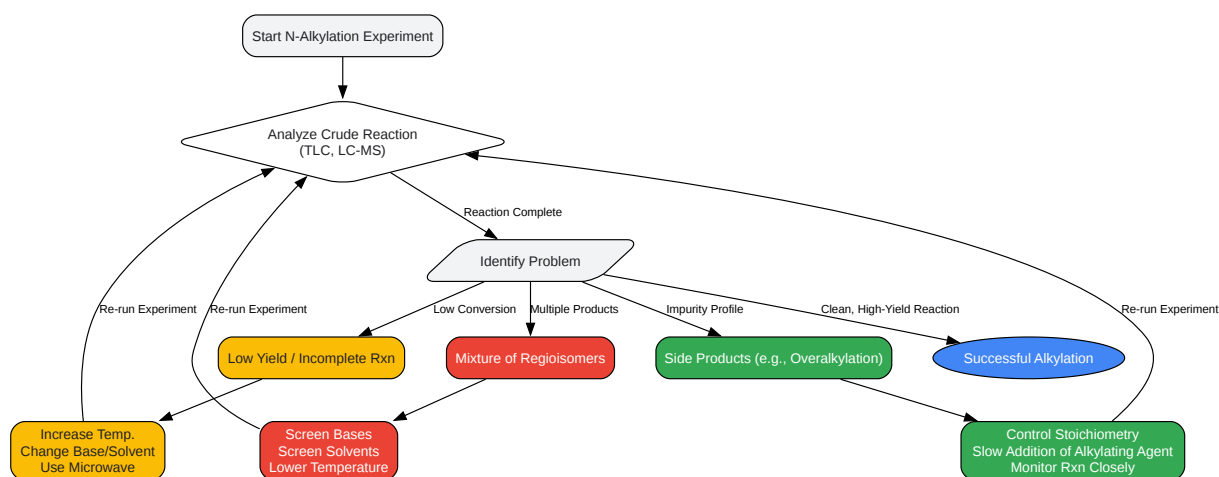 Start N-Alkylation Experiment
Analyze Crude Reaction
(TLC, LC-MS)
Reaction Complete
Identify Problem
Re-run Experiment
Re-run Experiment
Low Conversion
Multiple Products
Impurity Profile
Clean, High-Yield Reaction
Re-run Experiment
Low Yield / Incomplete Rxn
Mixture of Regioisomers
Side Products (e.g., Overalkylation)
Successful Alkylation
Increase Temp.
Change Base/Solvent
Use Microwave
Screen Bases
Screen Solvents
Lower Temperature
Control Stoichiometry
Slow Addition of Alkylating Agent
Monitor Rxn Closely